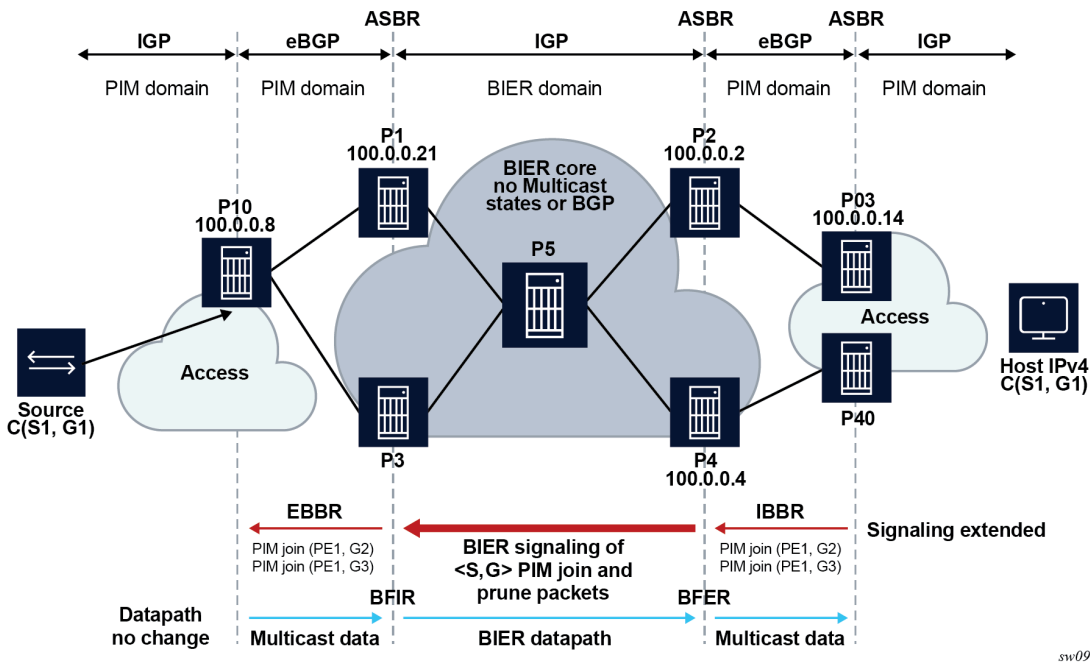 ASBR
ASBR
ASBR
IGP
eBGP
IGP
eBGP
IGP
PIM domain
PIM domain
BIER domain
PIM domain
PIM domain
P1
100.0.0.21
P2
100.0.0.2
BIER core
no Multicast
states or BGP
P10
100.0.0.8
P03
100.0.0.14
P5
Access
Access
Source
C(S1, G1)
Host IPv4
C(S1, G1)
P3
P4
100.0.0.4
P40
EBBR
IBBR
Signaling extended
PIM join (PE1, G2)
PIM join (PE1, G3)
BIER signaling of
<S,G> PIM join and
prune packets
PIM join (PE1, G2)
PIM join (PE1, G3)
BFIR
BFER
Datapath
no change
Multicast data
BIER datapath
Multicast data
sw09